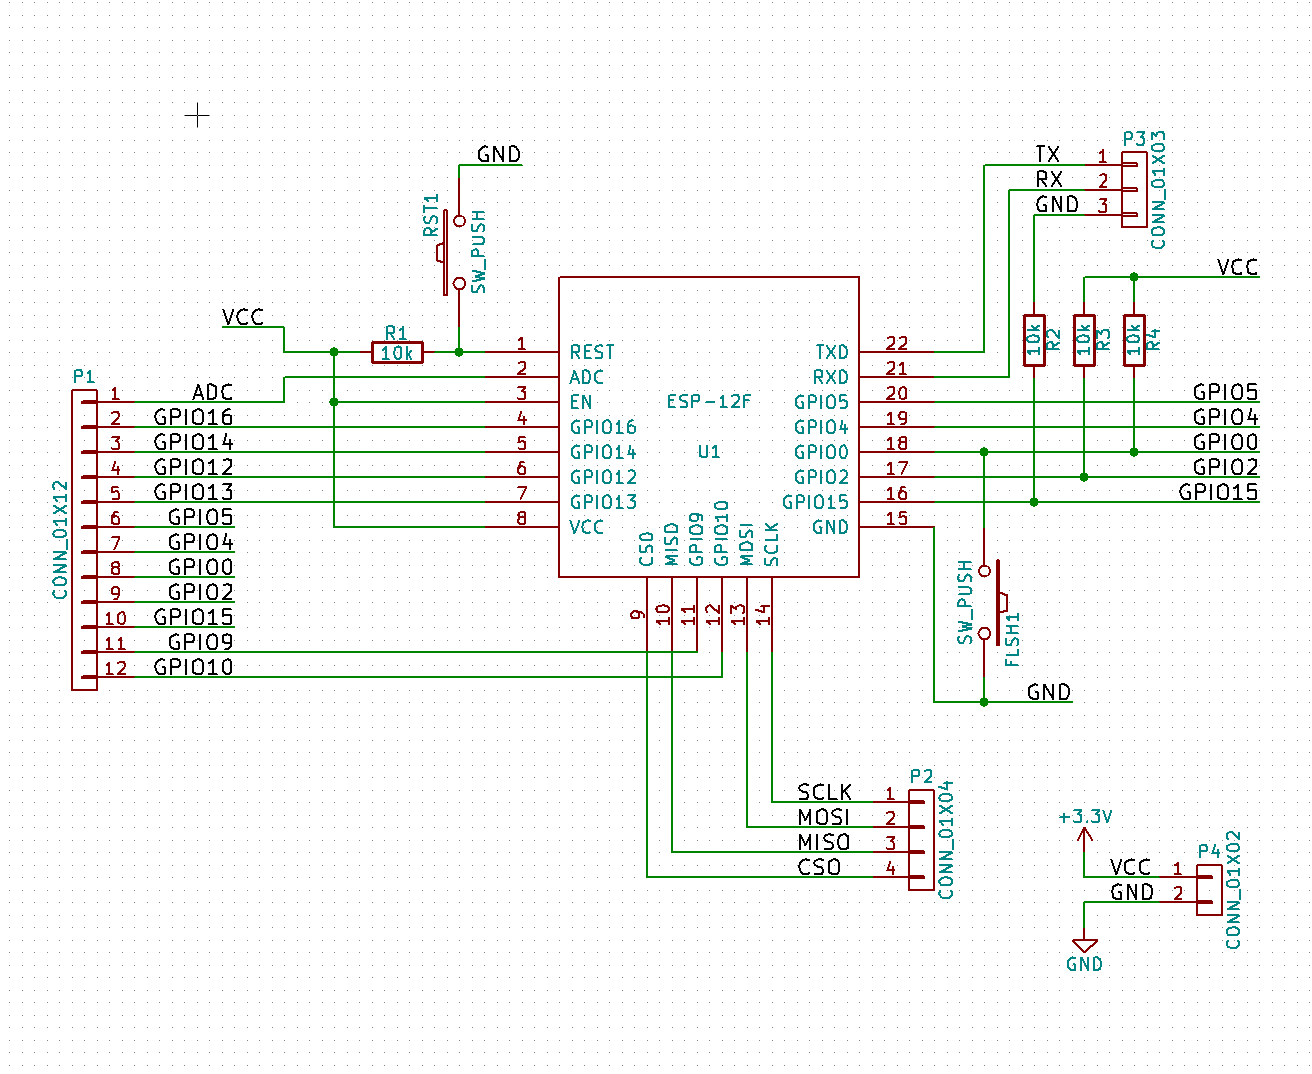 GND
RST1
SW_PUSH
VCC
R1
10k
P1
CONN_01X12
1 ADC
2 GPIO16
3 GPIO14
4 GPIO12
5 GPIO13
6 GPIO5
7 GPIO4
8 GPIO0
9 GPIO2
10 GPIO15
11 GPIO9
12 GPIO10
ESP-12F
U1
1 REST
2 ADC
3 EN
4 GPIO16
5 GPIO14
6 GPIO12
7 GPIO13
8 VCC
CSO 9
MISO 10
GPIO9 11
GPIO10 12
MOSI 13
SCLK 14
TXD 22
RXD 21
GPIO5 20
GPIO4 19
GPIO0 18
GPIO2 17
GPIO15 16
GND 15
P3
CONN_01X03
TX 1
RX 2
GND 3
VCC
10k R2
10k R3
10k R4
GPIO5
GPIO4
GPIO0
GPIO2
GPIO15
SW_PUSH
FLSH1
GND
P2
CONN_01X04
SCLK 1
MOSI 2
MISO 3
CSO 4
+3.3V
P4
CONN_01X02
VCC 1
GND 2
GND